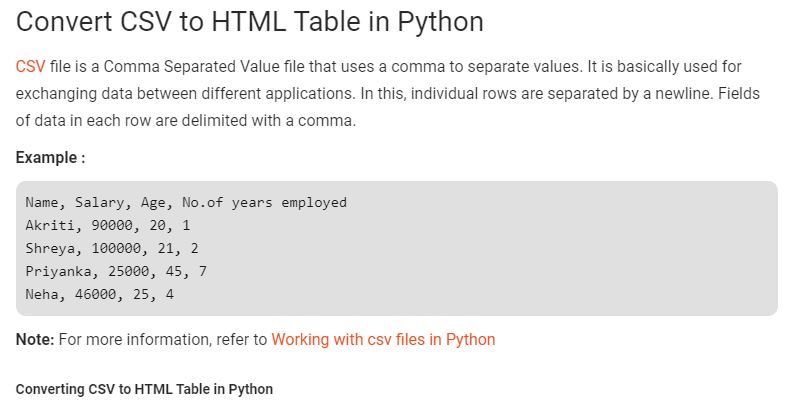 Convert CSV to HTML Table in Python
CSV file is a Comma Separated Value file that uses a comma to separate values. It is basically used for
exchanging data between different applications. In this, individual rows are separated by a newline. Fields
of data in each row are delimited with a comma.
Example :
Name, Salary, Age, No.of years employed
Akriti, 90000, 20, 1
Shreya, 100000, 21, 2
Priyanka, 25000, 45, 7
Neha, 46000, 25, 4
Note: For more information, refer to Working with csv files in Python
Converting CSV to HTML Table in Python